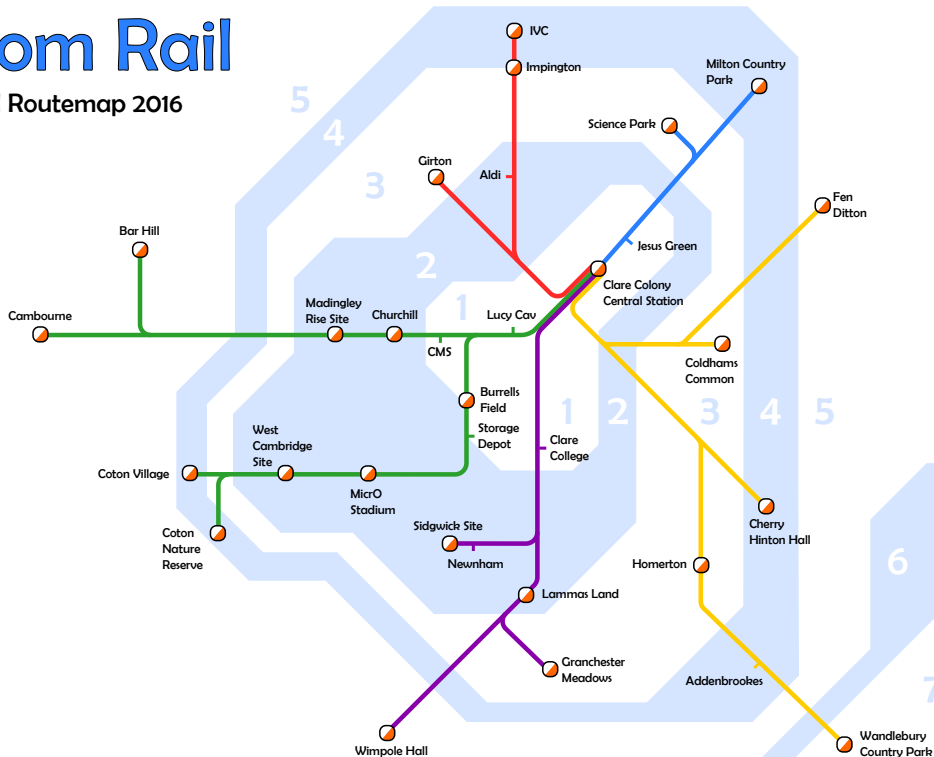 om Rail
Routemap 2016
IVC
Impington
Milton Country
Park
5
4
Science Park
3
Girton
Aldi
Fen
Ditton
Bar Hill
Jesus Green
2
Clare Colony
Central Station
1
Cambourne
Madingley
Rise Site
Churchill
Lucy Cav
CMS
Coldhams
Common
Burrells
Field
1
2
3
4
5
Storage
Depot
West
Cambridge
Site
Clare
College
Coton Village
MicrO
Stadium
Coton
Nature
Reserve
Sidgwick Site
Newnham
Cherry
Hinton Hall
Homerton
6
Lammas Land
Granchester
Meadows
Addenbrookes
7
Wimpole Hall
Wandlebury
Country Park